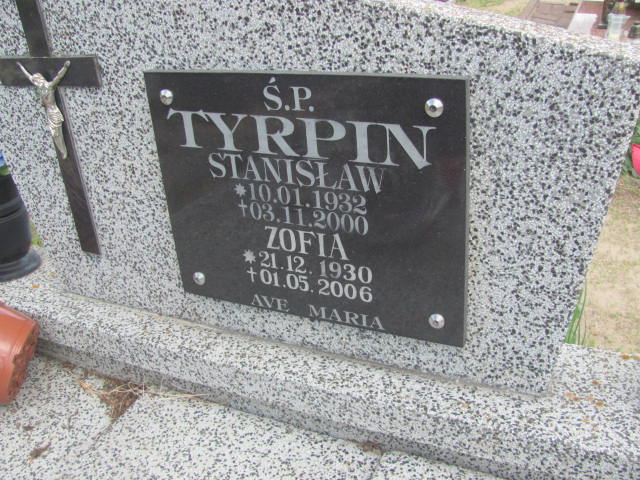 Ś.P.
TYRPIN
STANISŁAW
*10.01.1932
†03.11.2000
ZOFIA
*21.12.1930
†01.05.2006
AVE MARIA